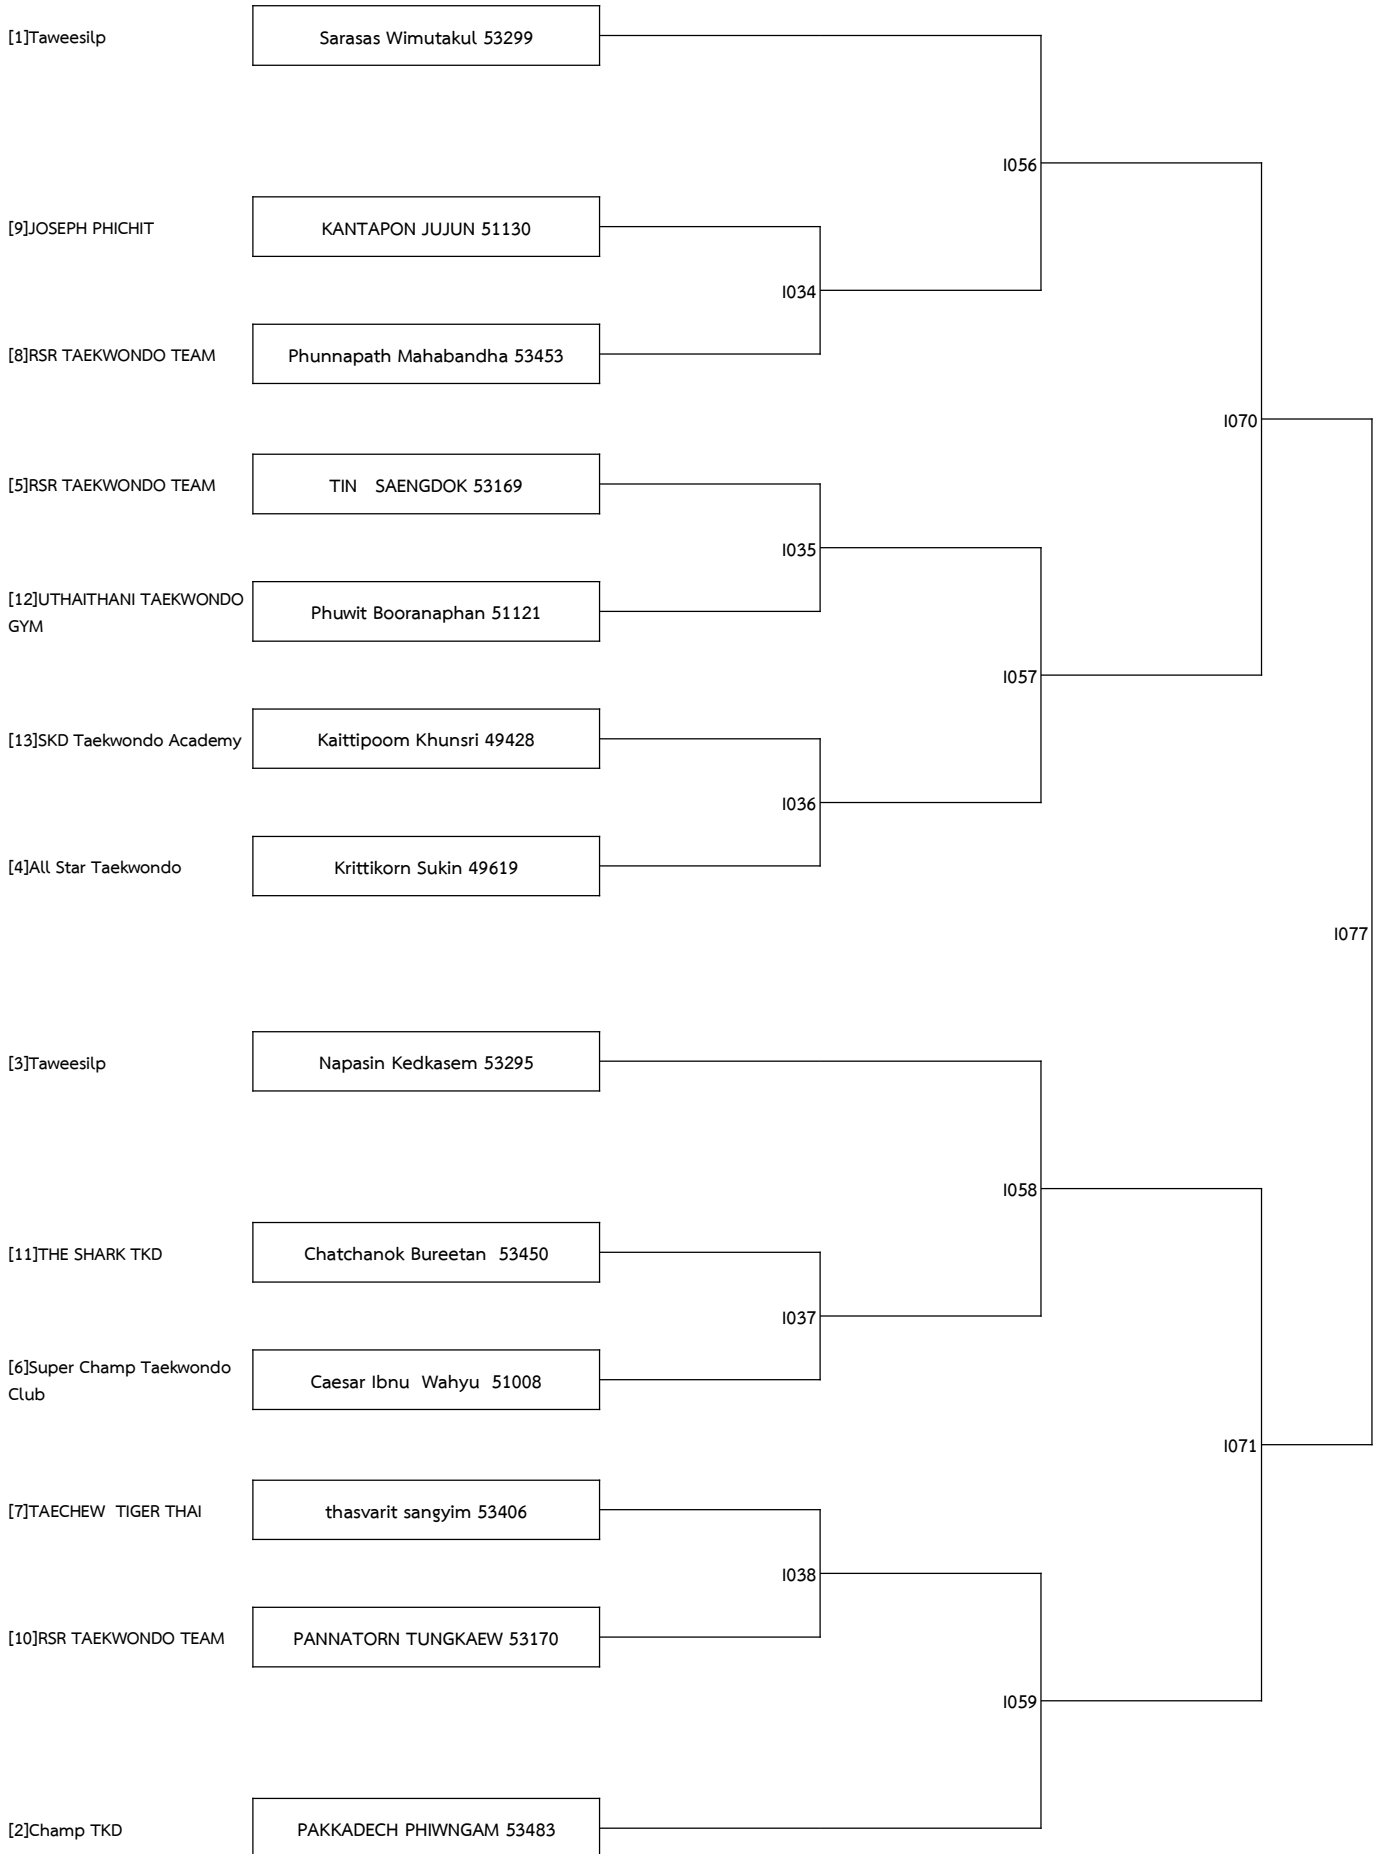 [1]Taweesilp
Sarasas Wimutakul 53299
I056
[9]JOSEPH PHICHIT
KANTAPON JUJUN 51130
I034
[8]RSR TAEKWONDO TEAM
Phunnapath Mahabandha 53453
I070
[5]RSR TAEKWONDO TEAM
TIN   SAENGDOK 53169
I035
[12]UTHAITHANI TAEKWONDO
GYM
Phuwit Booranaphan 51121
I057
[13]SKD Taekwondo Academy
Kaittipoom Khunsri 49428
I036
[4]All Star Taekwondo
Krittikorn Sukin 49619
I077
[3]Taweesilp
Napasin Kedkasem 53295
I058
[11]THE SHARK TKD
Chatchanok Bureetan  53450
I037
[6]Super Champ Taekwondo
Club
Caesar Ibnu  Wahyu  51008
I071
[7]TAECHEW  TIGER THAI
thasvarit sangyim 53406
I038
[10]RSR TAEKWONDO TEAM
PANNATORN TUNGKAEW 53170
I059
[2]Champ TKD
PAKKADECH PHIWNGAM 53483